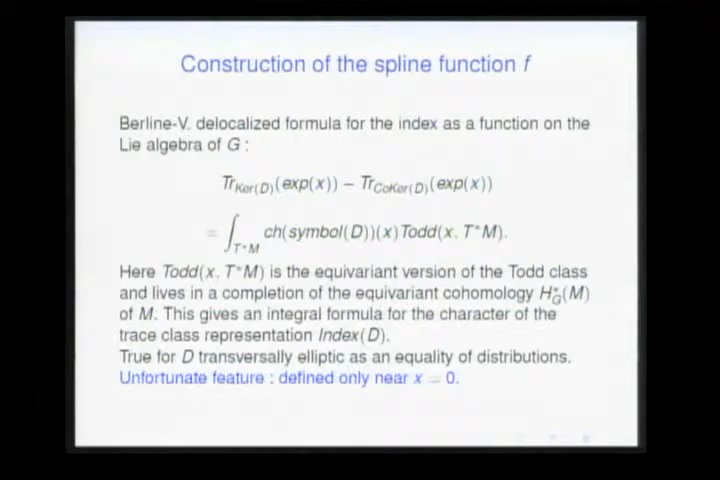 Construction of the spline function f
Berline-V. delocalized formula for the index as a function on the
Lie algebra of G :
Tr_{Ker(D)}(exp(x)) − Tr_{CoKer(D)}(exp(x))
= ∫_{T*M} ch(symbol(D))(x) Todd(x, T*M).
Here Todd(x, T*M) is the equivariant version of the Todd class
and lives in a completion of the equivariant cohomology H*_G(M)
of M. This gives an integral formula for the character of the
trace class representation Index(D).
True for D transversally elliptic as an equality of distributions.
Unfortunate feature : defined only near x = 0.